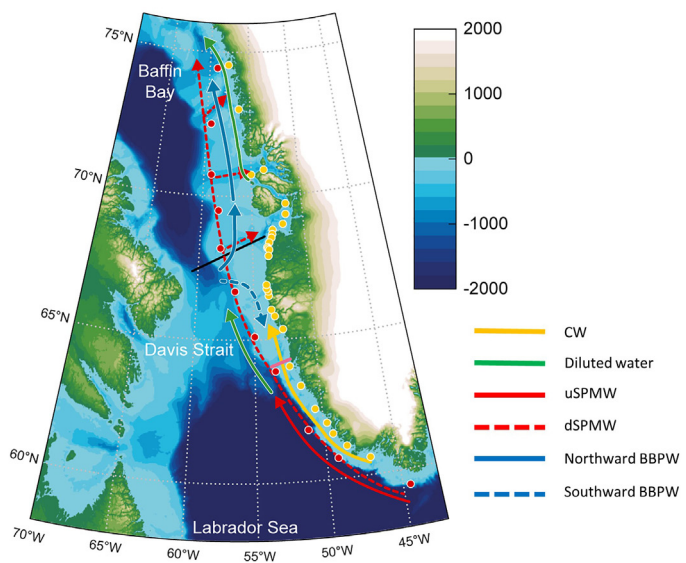 75°N
Baffin
Bay
70°N
65°N
Davis Strait
60°N
Labrador Sea
70°W
65°W
60°W
55°W
50°W
45°W
2000
1000
0
-1000
-2000
CW
Diluted water
uSPMW
dSPMW
Northward BBPW
Southward BBPW